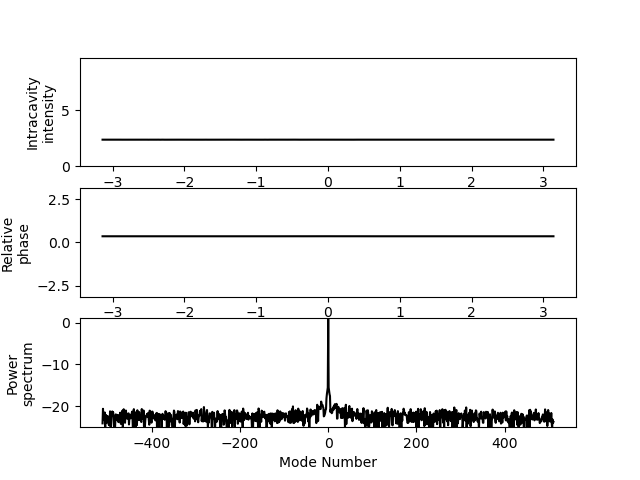 Intracavity
intensity
5
0
−3 −2 −1 0 1 2 3
Relative
phase
2.5
0.0
−2.5
−3 −2 −1 0 1 2 3
Power
spectrum
0
−10
−20
−400 −200 0 200 400
Mode Number